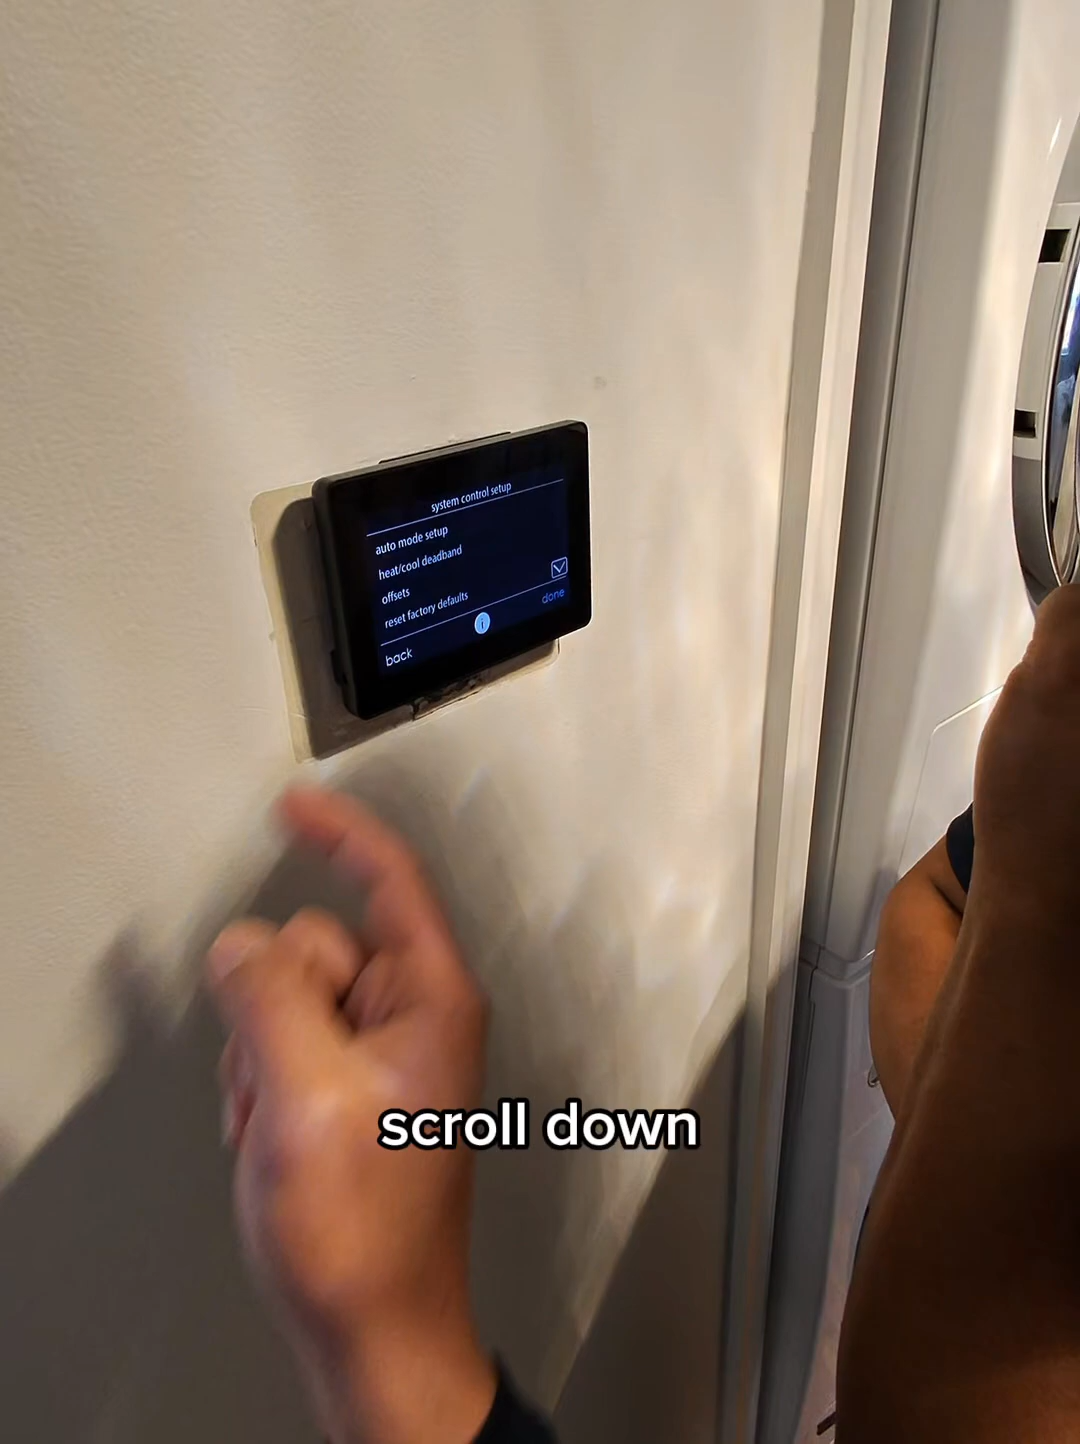 system control setup
auto mode setup
heat/cool deadband
offsets
reset factory defaults
i
done
back
scroll down